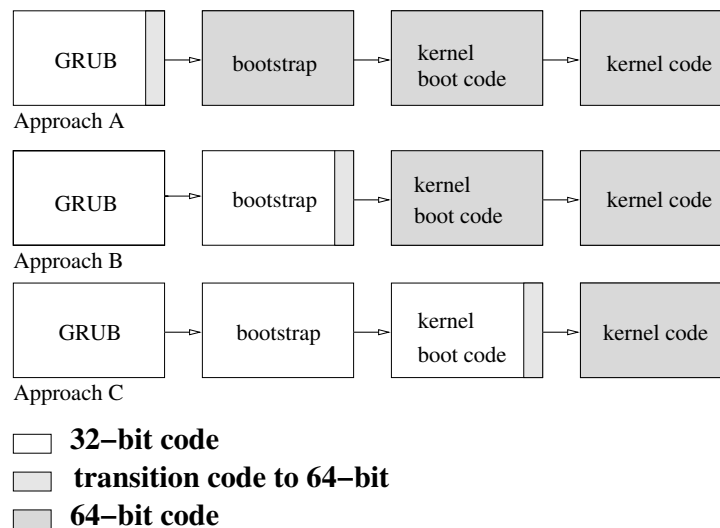 GRUB
bootstrap
kernel
boot code
kernel code
Approach A
GRUB
bootstrap
kernel
boot code
kernel code
Approach B
GRUB
bootstrap
kernel
boot code
kernel code
Approach C
32−bit code
transition code to 64−bit
64−bit code